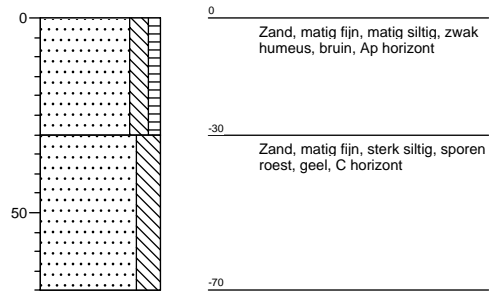 0
0
Zand, matig fijn, matig siltig, zwak
humeus, bruin, Ap horizont
-30
Zand, matig fijn, sterk siltig, sporen
roest, geel, C horizont
50
-70